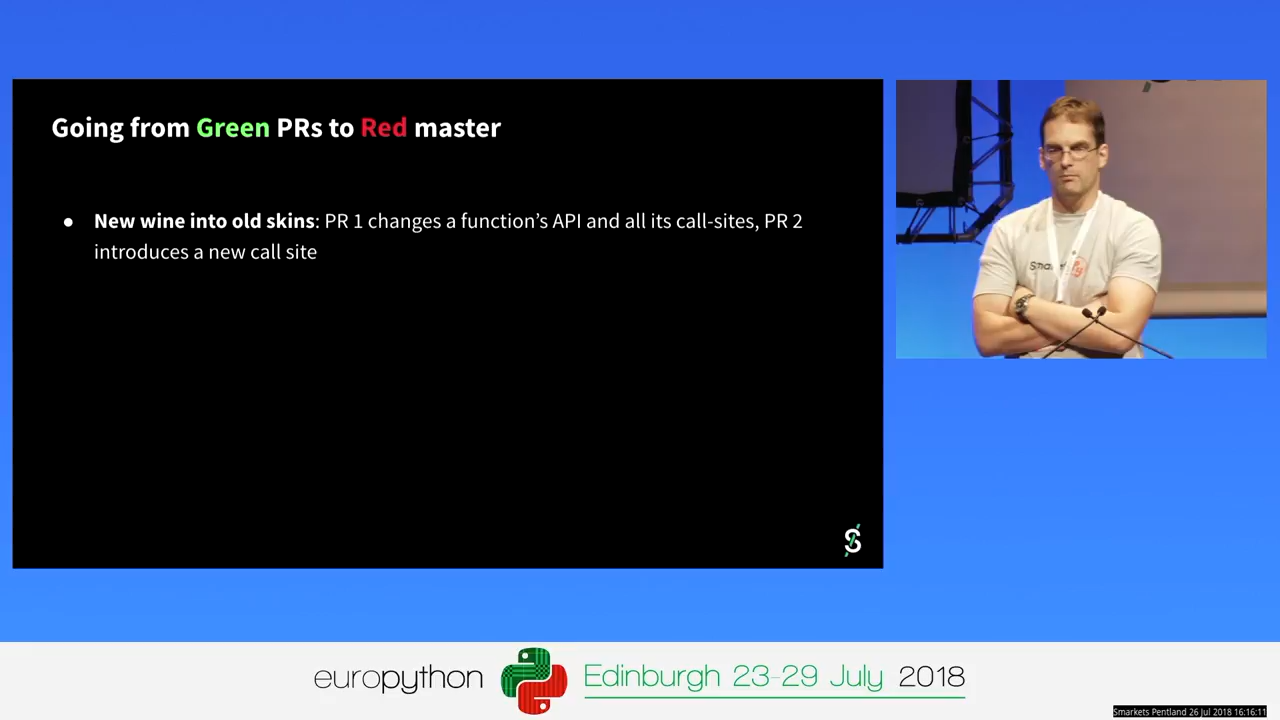 Going from Green PRs to Red master
● New wine into old skins: PR 1 changes a function's API and all its call-sites, PR 2
introduces a new call site
S
europython Edinburgh 23-29 July 2018
Smarkets Pentland 26 Jul 2018 16:16:11